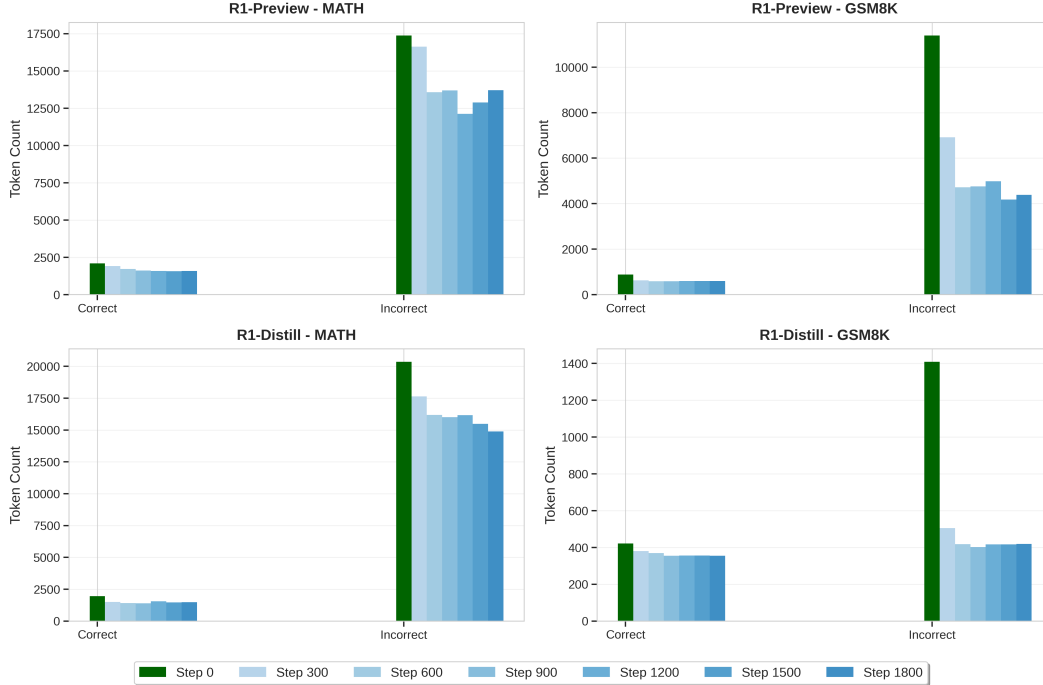 R1-Preview - MATH
17500
15000
12500
10000
7500
5000
2500
0
Token Count
Correct
Incorrect
R1-Preview - GSM8K
10000
8000
6000
4000
2000
0
Token Count
Correct
Incorrect
R1-Distill - MATH
20000
17500
15000
12500
10000
7500
5000
2500
0
Token Count
Correct
Incorrect
R1-Distill - GSM8K
1400
1200
1000
800
600
400
200
0
Token Count
Correct
Incorrect
Step 0 Step 300 Step 600 Step 900 Step 1200 Step 1500 Step 1800